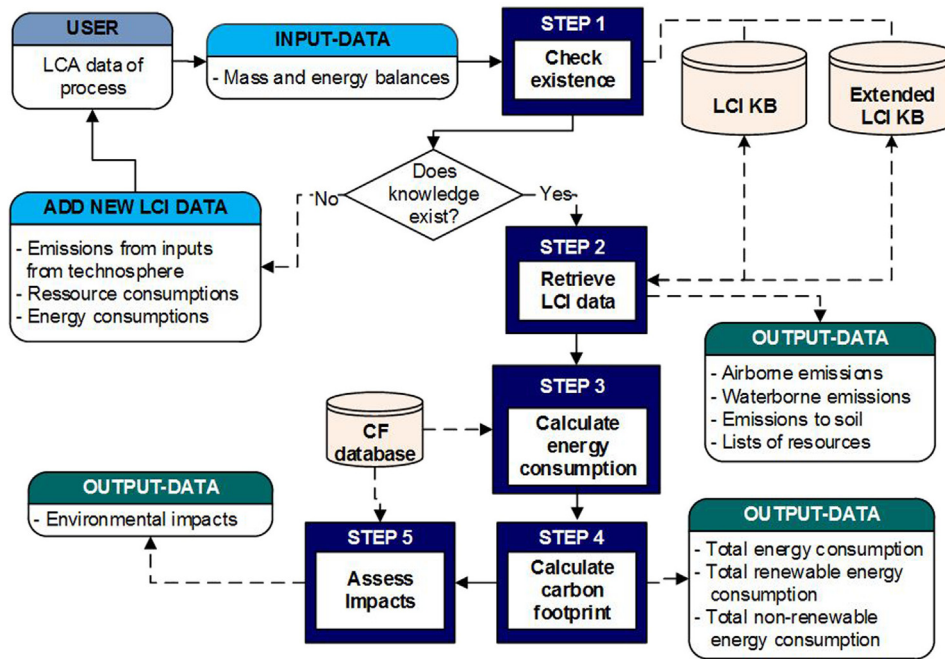 USER
LCA data of
process
INPUT-DATA
- Mass and energy balances
STEP 1
Check
existence
LCI KB
Extended
LCI KB
Does
knowledge
exist?
No
Yes
ADD NEW LCI DATA
- Emissions from inputs
from technosphere
- Ressource consumptions
- Energy consumptions
STEP 2
Retrieve
LCI data
OUTPUT-DATA
- Airborne emissions
- Waterborne emissions
- Emissions to soil
- Lists of resources
STEP 3
Calculate
energy
consumption
CF
database
OUTPUT-DATA
- Environmental impacts
STEP 5
Assess
Impacts
STEP 4
Calculate
carbon
footprint
OUTPUT-DATA
- Total energy consumption
- Total renewable energy
consumption
- Total non-renewable
energy consumption